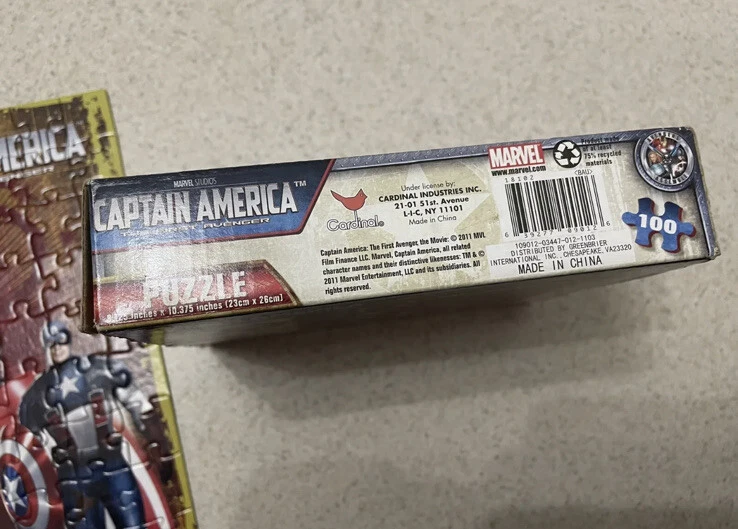 MERICA
MARVEL STUDIOS
CAPTAIN AMERICA™
THE FIRST AVENGER
PUZZLE
inches x 10.375 inches (23cm x 26cm)
Cardinal®
Under license by:
CARDINAL INDUSTRIES INC.
21-01 51st. Avenue
L-I-C, NY 11101
Made in China
Captain America: The First Avenger, the Movie: © 2011 MVL
Film Finance LLC. Marvel, Captain America, all related
character names and their distinctive likenesses: TM & ©
2011 Marvel Entertainment, LLC and its subsidiaries. All
rights reserved.
MARVEL
www.marvel.com
75% recycled
materials
18102
(BAL)
100
109012-03447-012-1103
DISTRIBUTED BY GREENBRIER
INTERNATIONAL, INC., CHESAPEAKE, VA23320
MADE IN CHINA